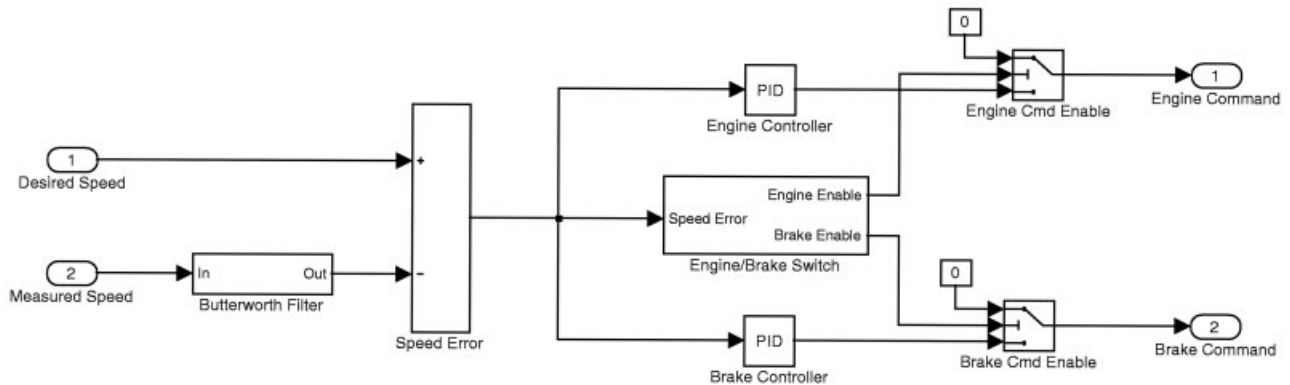 0
1
Engine Command
PID
Engine Controller
Engine Cmd Enable
1
Desired Speed
+
Engine Enable
Speed Error
Brake Enable
Engine/Brake Switch
2
Measured Speed
In
Out
Butterworth Filter
−
Speed Error
0
2
Brake Command
PID
Brake Controller
Brake Cmd Enable